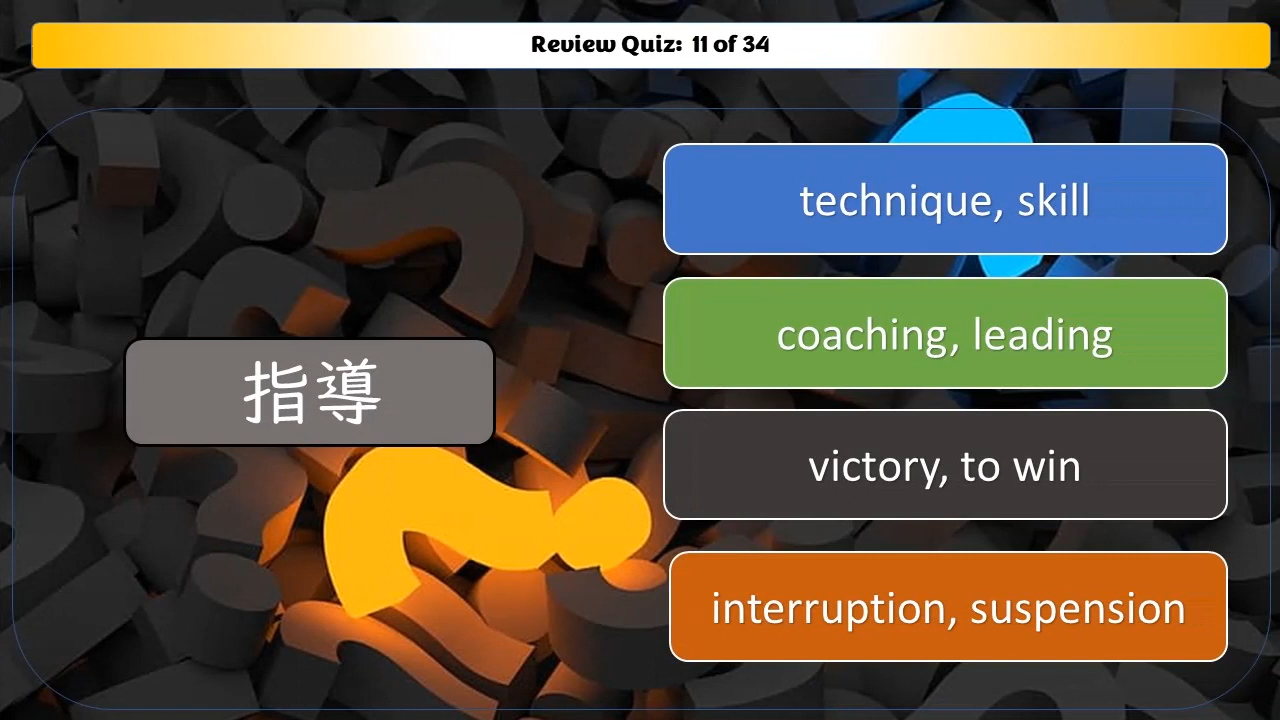 Review Quiz: 11 of 34
指導
technique, skill
coaching, leading
victory, to win
interruption, suspension